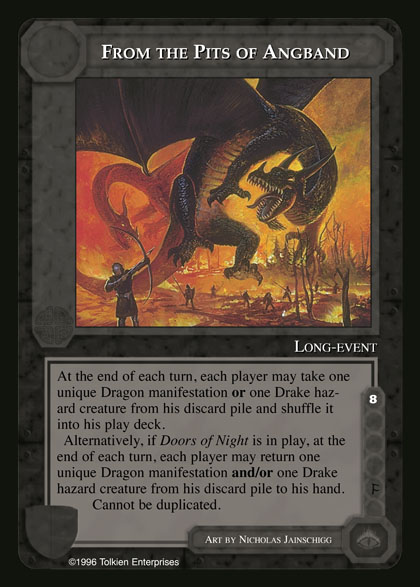 From the Pits of Angband
Long-event
At the end of each turn, each player may take one
unique Dragon manifestation or one Drake haz-
ard creature from his discard pile and shuffle it
into his play deck.
Alternatively, if Doors of Night is in play, at the
end of each turn, each player may return one
unique Dragon manifestation and/or one Drake
hazard creature from his discard pile to his hand.
Cannot be duplicated.
8
F
Art by Nicholas Jainschigg
©1996 Tolkien Enterprises